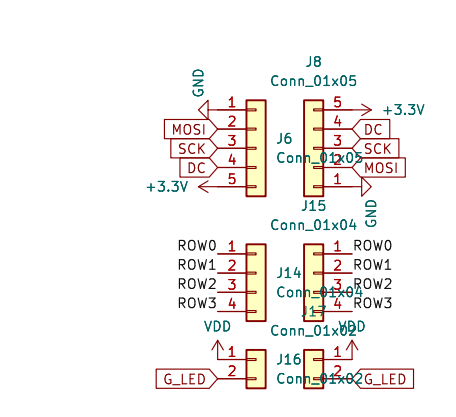 J8
Conn_01x05
GND
1
5
+3.3V
MOSI
2
J6
4
DC
SCK
3
Conn_01x05
3
SCK
DC
4
2
MOSI
+3.3V
5
1
GND
J15
Conn_01x04
ROW0
1
1
ROW0
ROW1
2
J14
2
ROW1
ROW2
3
Conn_01x04
3
ROW2
ROW3
4
J17
4
ROW3
VDD
Conn_01x02
VDD
1
J16
1
G_LED
2
Conn_01x02
2
G_LED